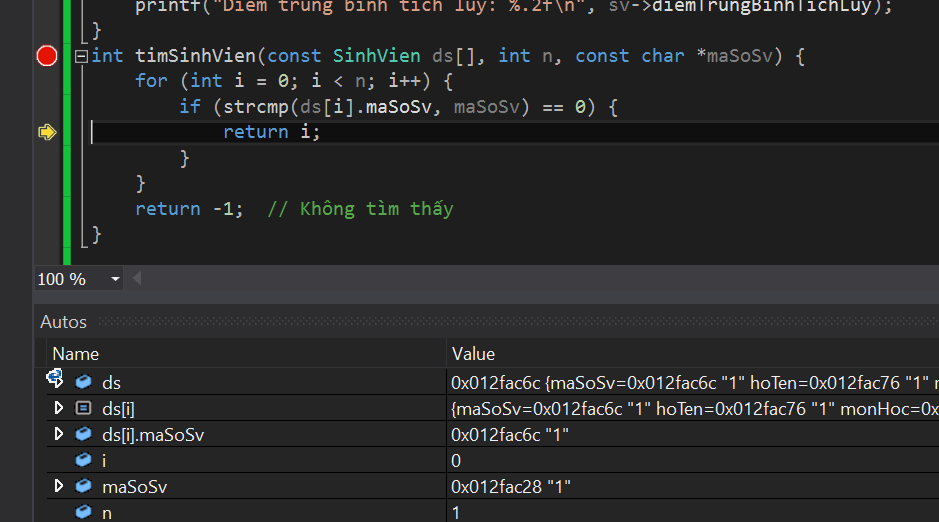 printf("Diem trung binh tich luy: %.2f\n", sv->diemTrungBinhTichLuy);
}
int timSinhVien(const SinhVien ds[], int n, const char *maSoSv) {
for (int i = 0; i < n; i++) {
if (strcmp(ds[i].maSoSv, maSoSv) == 0) {
return i;
}
}
return -1;  // Không tìm thấy
}
100 %
Autos
Name Value
ds 0x012fac6c {maSoSv=0x012fac6c "1" hoTen=0x012fac76 "1"
ds[i] {maSoSv=0x012fac6c "1" hoTen=0x012fac76 "1" monHoc=0x
ds[i].maSoSv 0x012fac6c "1"
i 0
maSoSv 0x012fac28 "1"
n 1